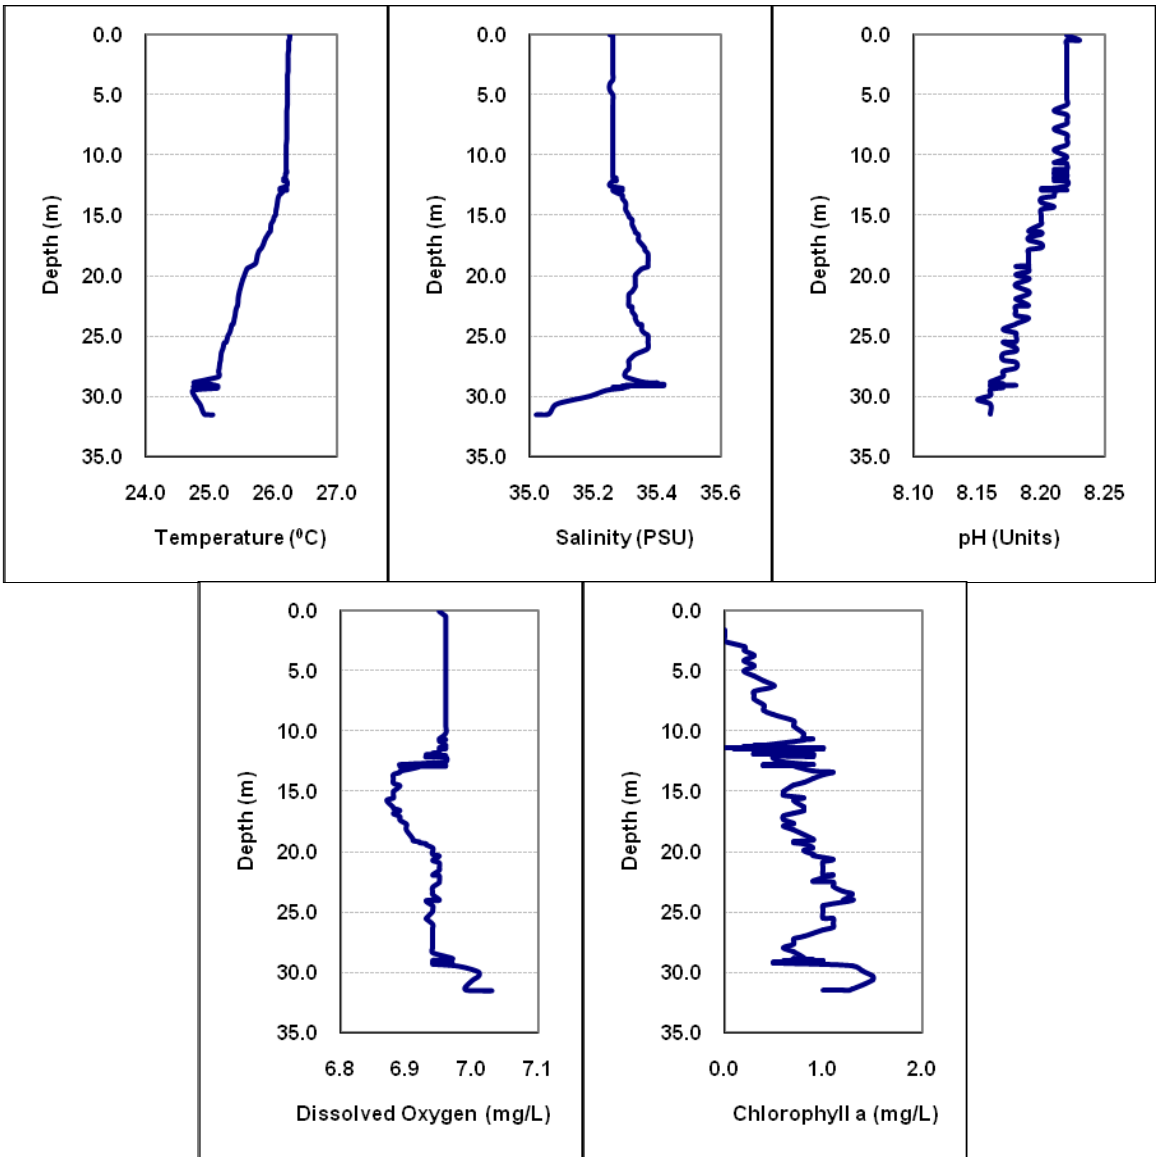 0.0
5.0
10.0
15.0
20.0
25.0
30.0
35.0
Depth (m)
24.0 25.0 26.0 27.0
Temperature (⁰C)
0.0
5.0
10.0
15.0
20.0
25.0
30.0
35.0
Depth (m)
35.0 35.2 35.4 35.6
Salinity (PSU)
0.0
5.0
10.0
15.0
20.0
25.0
30.0
35.0
Depth (m)
8.10 8.15 8.20 8.25
pH (Units)
0.0
5.0
10.0
15.0
20.0
25.0
30.0
35.0
Depth (m)
6.8 6.9 7.0 7.1
Dissolved Oxygen (mg/L)
0.0
5.0
10.0
15.0
20.0
25.0
30.0
35.0
Depth (m)
0.0 1.0 2.0
Chlorophyll a (mg/L)